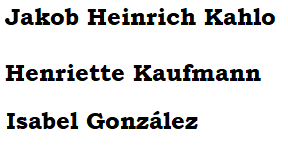 Jakob Heinrich Kahlo
Henriette Kaufmann
Isabel González